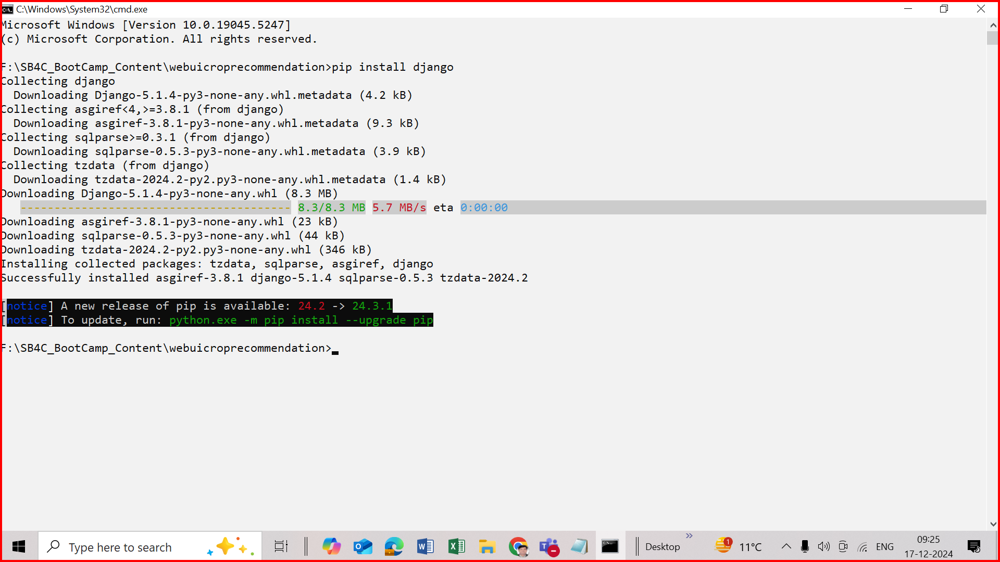 C:\Windows\System32\cmd.exe
Microsoft Windows [Version 10.0.19045.5247]
(c) Microsoft Corporation. All rights reserved.
F:\SB4C_BootCamp_Content\webuicroprecommendation>pip install django
Collecting django
  Downloading Django-5.1.4-py3-none-any.whl.metadata (4.2 kB)
Collecting asgiref<4,>=3.8.1 (from django)
  Downloading asgiref-3.8.1-py3-none-any.whl.metadata (9.3 kB)
Collecting sqlparse>=0.3.1 (from django)
  Downloading sqlparse-0.5.3-py3-none-any.whl.metadata (3.9 kB)
Collecting tzdata (from django)
  Downloading tzdata-2024.2-py2.py3-none-any.whl.metadata (1.4 kB)
Downloading Django-5.1.4-py3-none-any.whl (8.3 MB)
   ---------------------------------------- 8.3/8.3 MB 5.7 MB/s eta 0:00:00
Downloading asgiref-3.8.1-py3-none-any.whl (23 kB)
Downloading sqlparse-0.5.3-py3-none-any.whl (44 kB)
Downloading tzdata-2024.2-py2.py3-none-any.whl (346 kB)
Installing collected packages: tzdata, sqlparse, asgiref, django
Successfully installed asgiref-3.8.1 django-5.1.4 sqlparse-0.5.3 tzdata-2024.2
[notice] A new release of pip is available: 24.2 -> 24.3.1
[notice] To update, run: python.exe -m pip install --upgrade pip
F:\SB4C_BootCamp_Content\webuicroprecommendation>
Type here to search
Desktop
1
11°C
ENG
09:25
17-12-2024